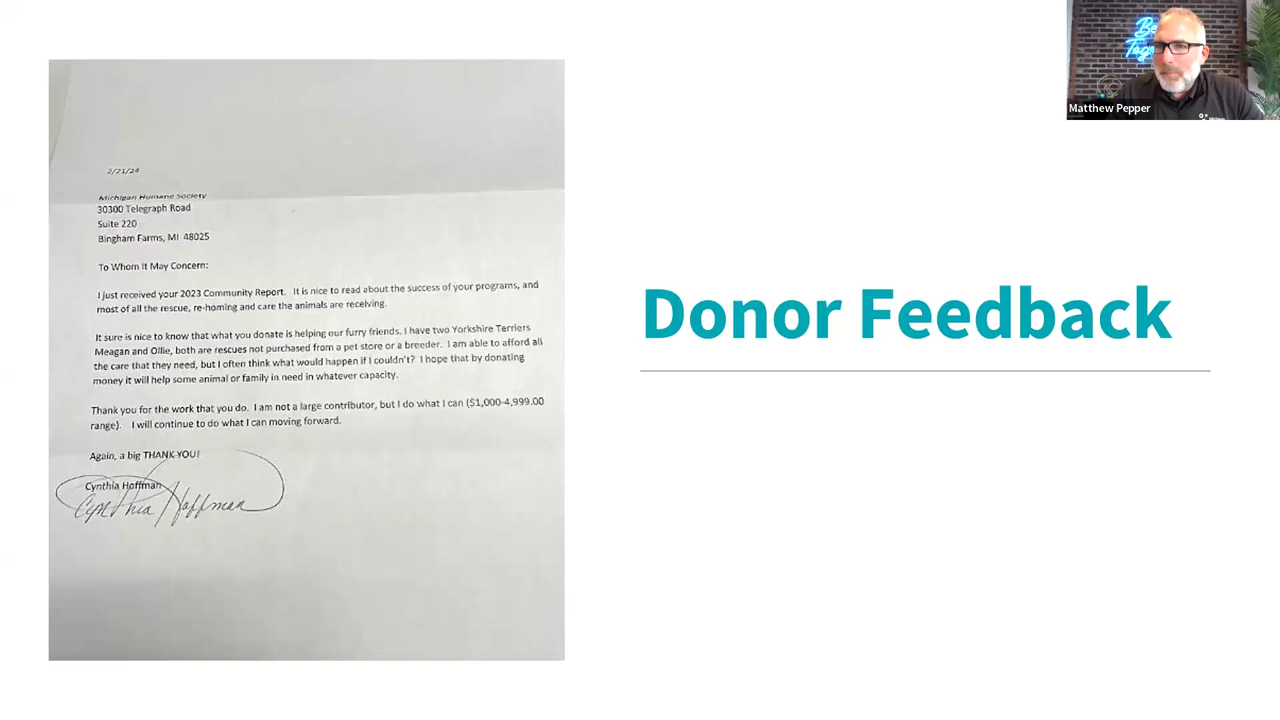 2/21/24
Michigan Humane Society
30300 Telegraph Road
Suite 220
Bingham Farms, MI 48025
To Whom It May Concern:
I just received your 2023 Community Report. It is nice to read about the success of your programs, and
most of all the rescue, re-homing and care the animals are receiving.
It sure is nice to know that what you donate is helping our furry friends. I have two Yorkshire Terriers
Meagan and Ollie, both are rescues not purchased from a pet store or a breeder. I am able to afford all
the care that they need, but I often think what would happen if I couldn't? I hope that by donating
money it will help some animal or family in need in whatever capacity.
Thank you for the work that you do. I am not a large contributor, but I do what I can ($1,000-4,999.00
range). I will continue to do what I can moving forward.
Again, a big THANK YOU!
Cynthia Hoffman
Cynthia Hoffman
Donor Feedback
Be
Matthew Pepper